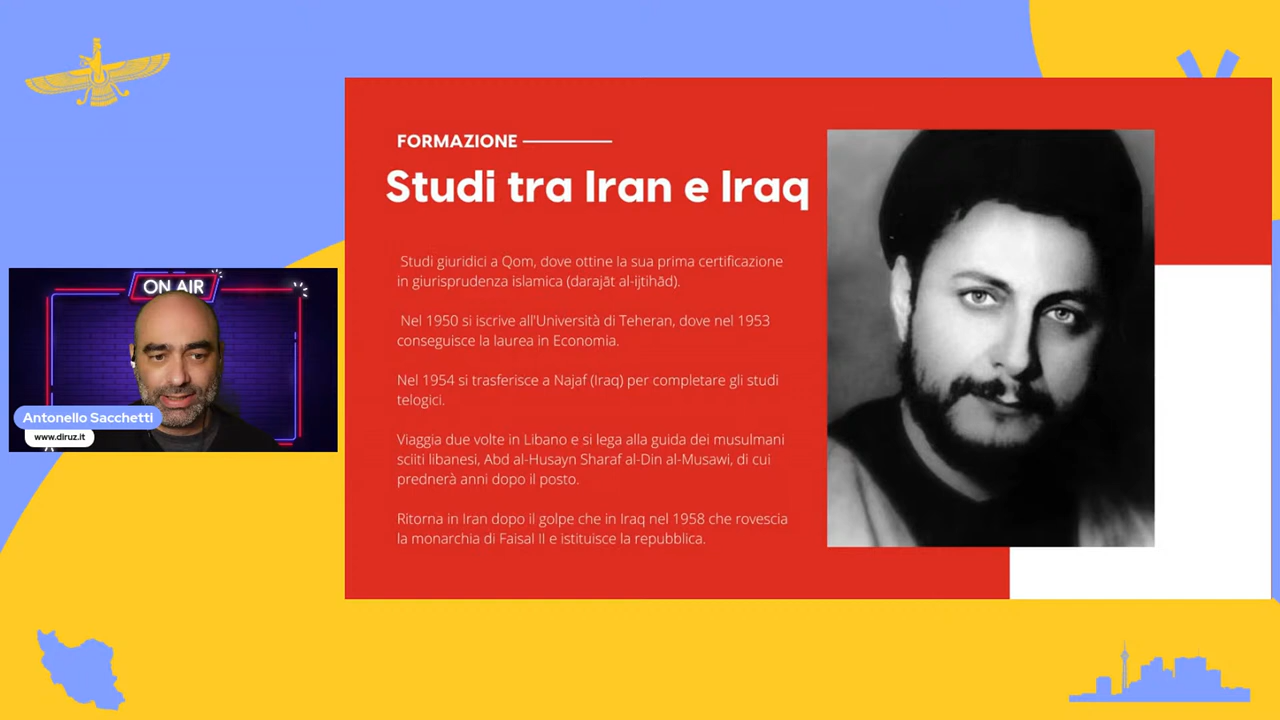 FORMAZIONE
Studi tra Iran e Iraq
Studi giuridici a Qom, dove ottine la sua prima certificazione
in giurisprudenza islamica (darajāt al-ijtihād).
Nel 1950 si iscrive all'Università di Teheran, dove nel 1953
conseguisce la laurea in Economia.
Nel 1954 si trasferisce a Najaf (Iraq) per completare gli studi
telogici.
Viaggia due volte in Libano e si lega alla guida dei musulmani
sciiti libanesi, Abd al-Husayn Sharaf al-Din al-Musawi, di cui
prednerà anni dopo il posto.
Ritorna in Iran dopo il golpe che in Iraq nel 1958 che rovescia
la monarchia di Faisal II e istituisce la repubblica.
ON AIR
Antonello Sacchetti
www.diruz.it